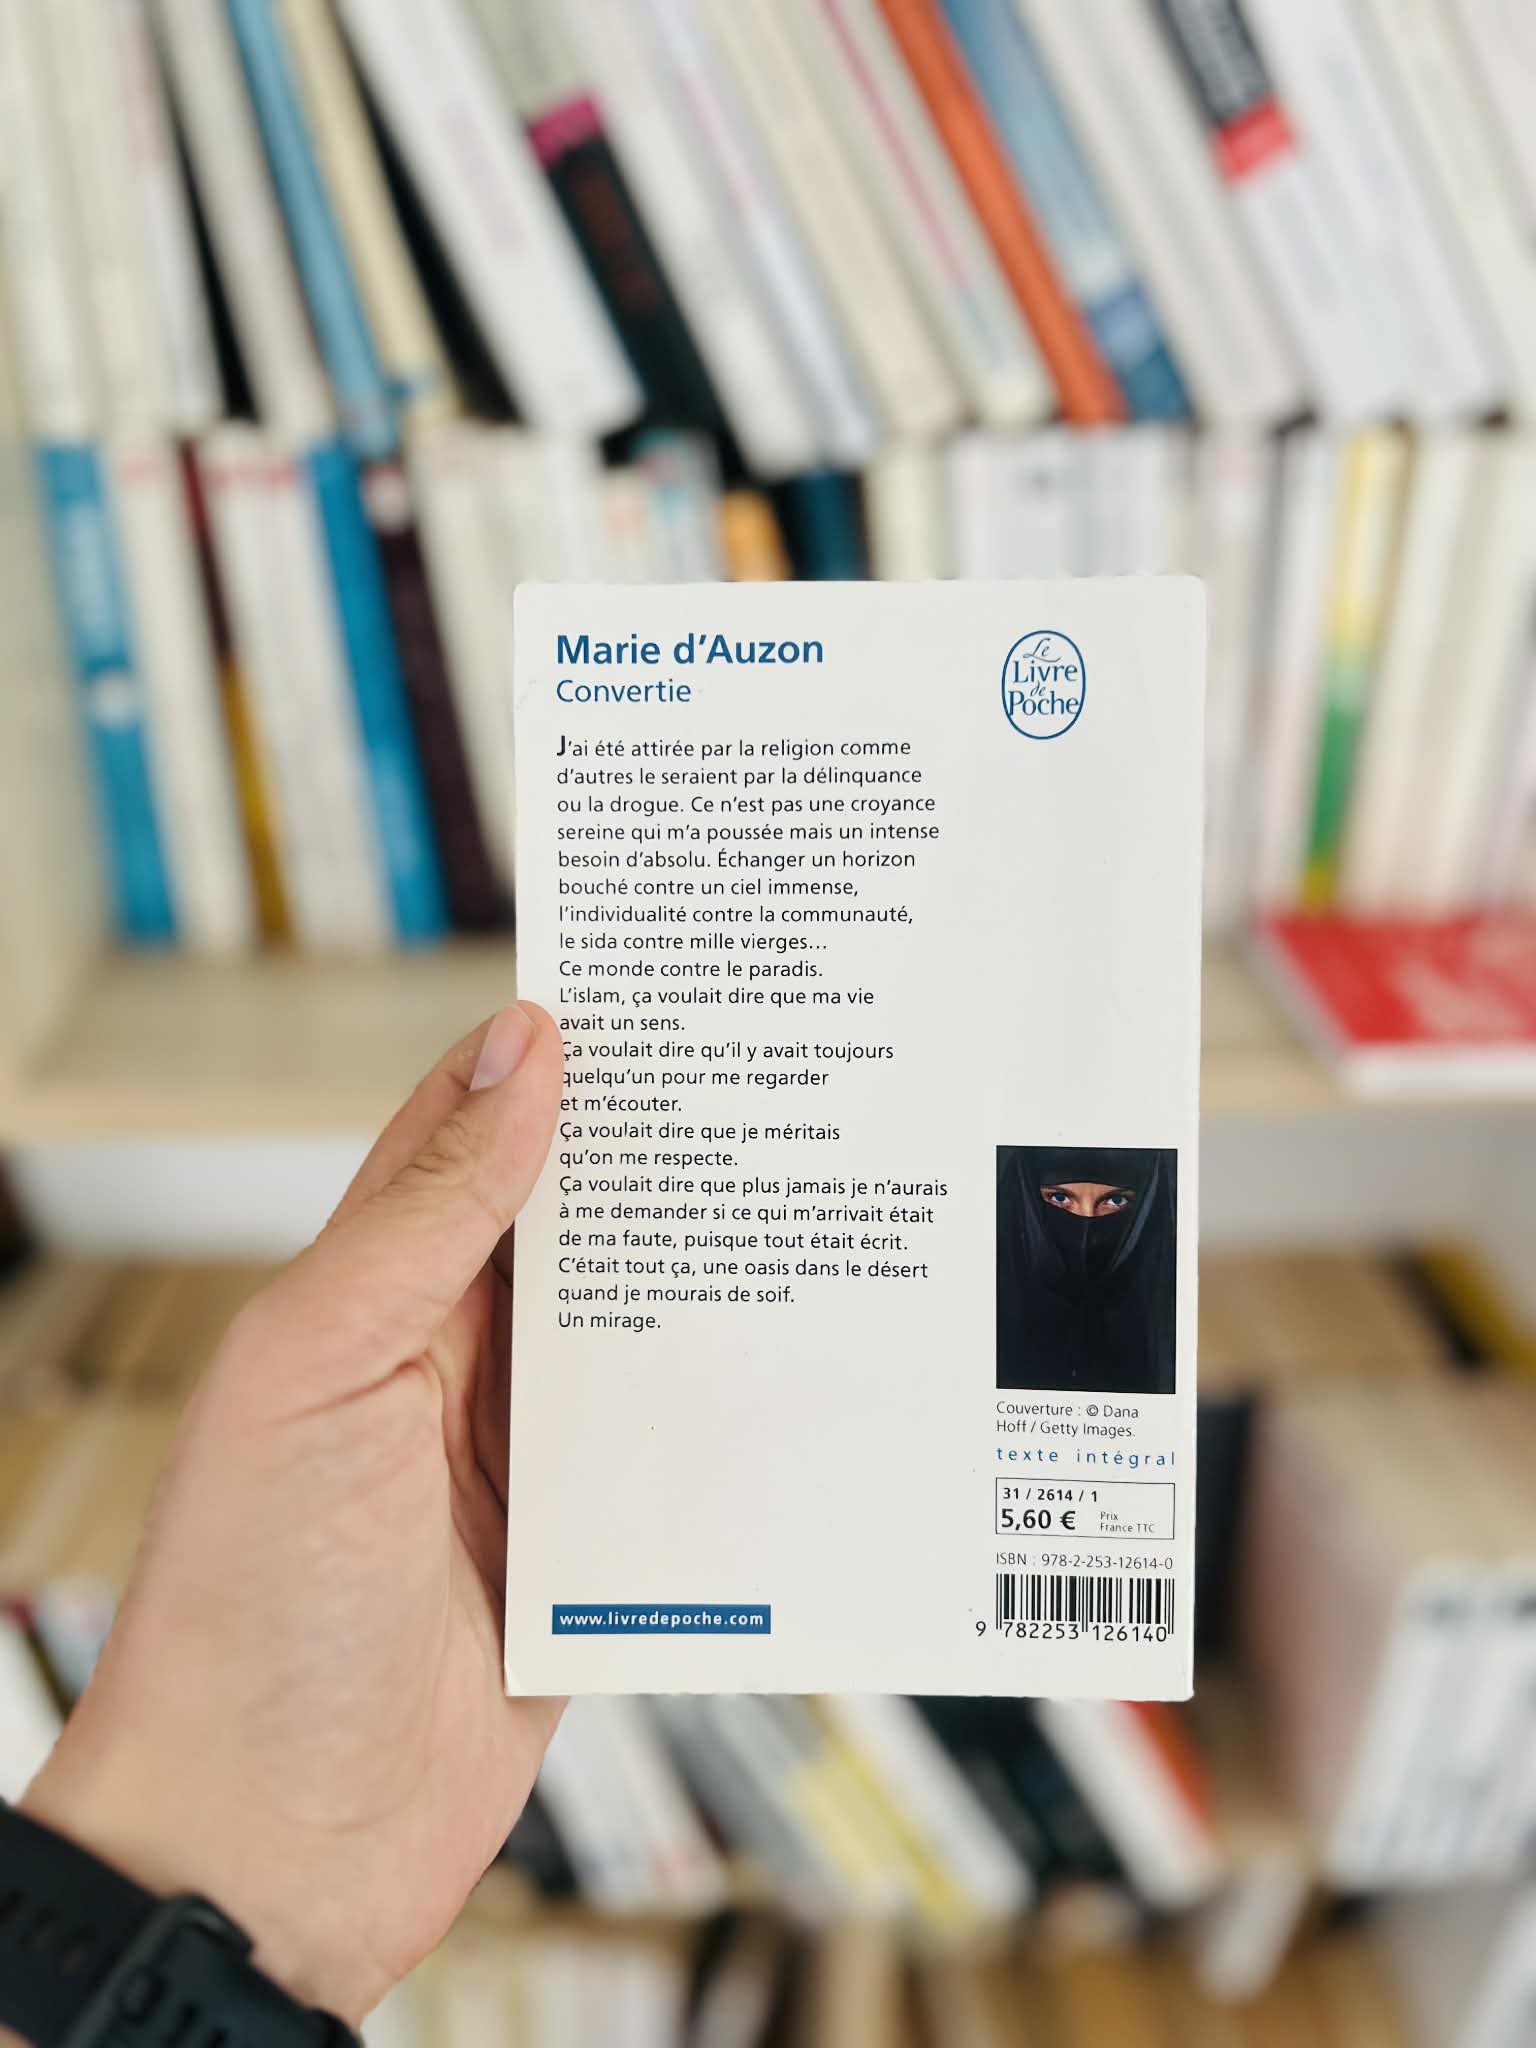 Marie d'Auzon
Convertie
Le
Livre
de
Poche
J'ai été attirée par la religion comme
d'autres le seraient par la délinquance
ou la drogue. Ce n'est pas une croyance
sereine qui m'a poussée mais un intense
besoin d'absolu. Échanger un horizon
bouché contre un ciel immense,
l'individualité contre la communauté,
le sida contre mille vierges...
Ce monde contre le paradis.
L'islam, ça voulait dire que ma vie
avait un sens.
Ça voulait dire qu'il y avait toujours
quelqu'un pour me regarder
et m'écouter.
Ça voulait dire que je méritais
qu'on me respecte.
Ça voulait dire que plus jamais je n'aurais
à me demander si ce qui m'arrivait était
de ma faute, puisque tout était écrit.
C'était tout ça, une oasis dans le désert
quand je mourais de soif.
Un mirage.
Couverture : © Dana
Hoff / Getty Images.
texte intégral
31 / 2614 / 1
5,60 € Prix
France TTC
ISBN : 978-2-253-12614-0
9 782253 126140
www.livredepoche.com